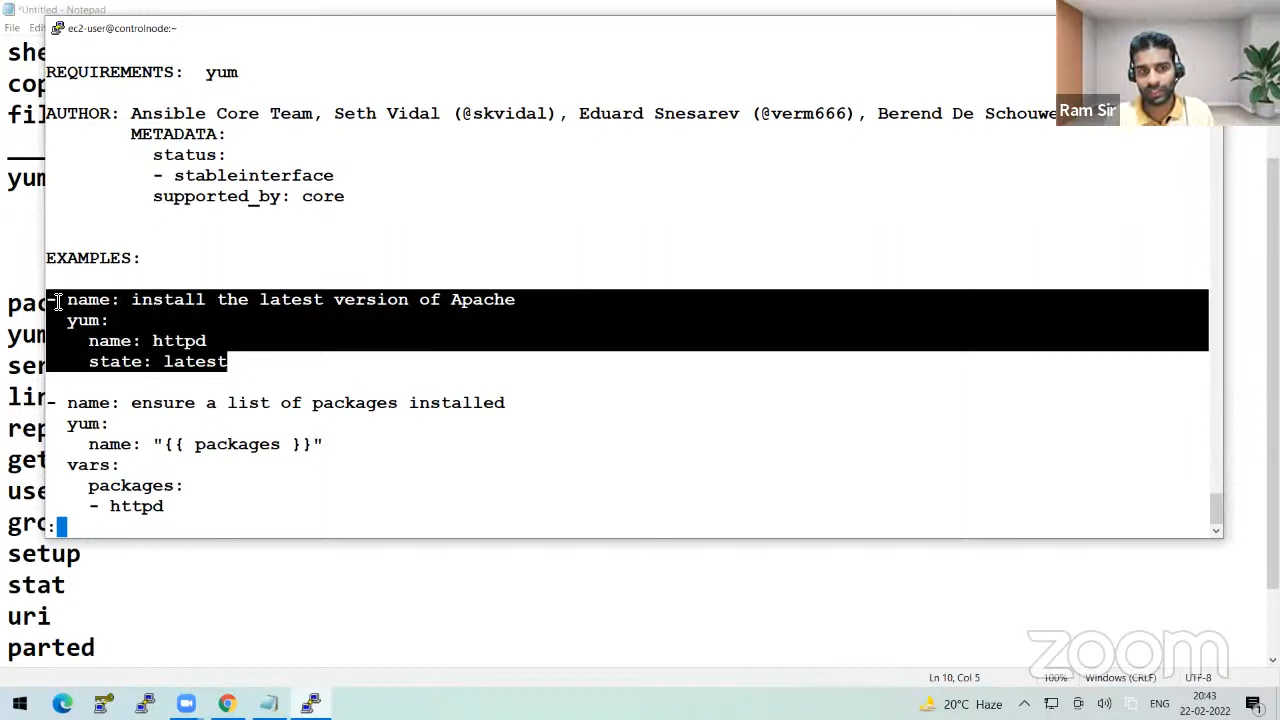 *Untitled - Notepad
File Edi
ec2-user@controlnode:~
she
cop
fil
yum
pac
yum
ser
lin
rep
get
use
gro
setup
stat
uri
parted
REQUIREMENTS:  yum
AUTHOR: Ansible Core Team, Seth Vidal (@skvidal), Eduard Snesarev (@verm666), Berend De Schouwe
METADATA:
status:
- stableinterface
supported_by: core
EXAMPLES:
- name: install the latest version of Apache
yum:
name: httpd
state: latest
- name: ensure a list of packages installed
yum:
name: "{{ packages }}"
vars:
packages:
- httpd
:
Ram Sir
zoom
Ln 10, Col 5
100%
Windows (CRLF)
UTF-8
20°C Haze
ENG
20:43
22-02-2022
1